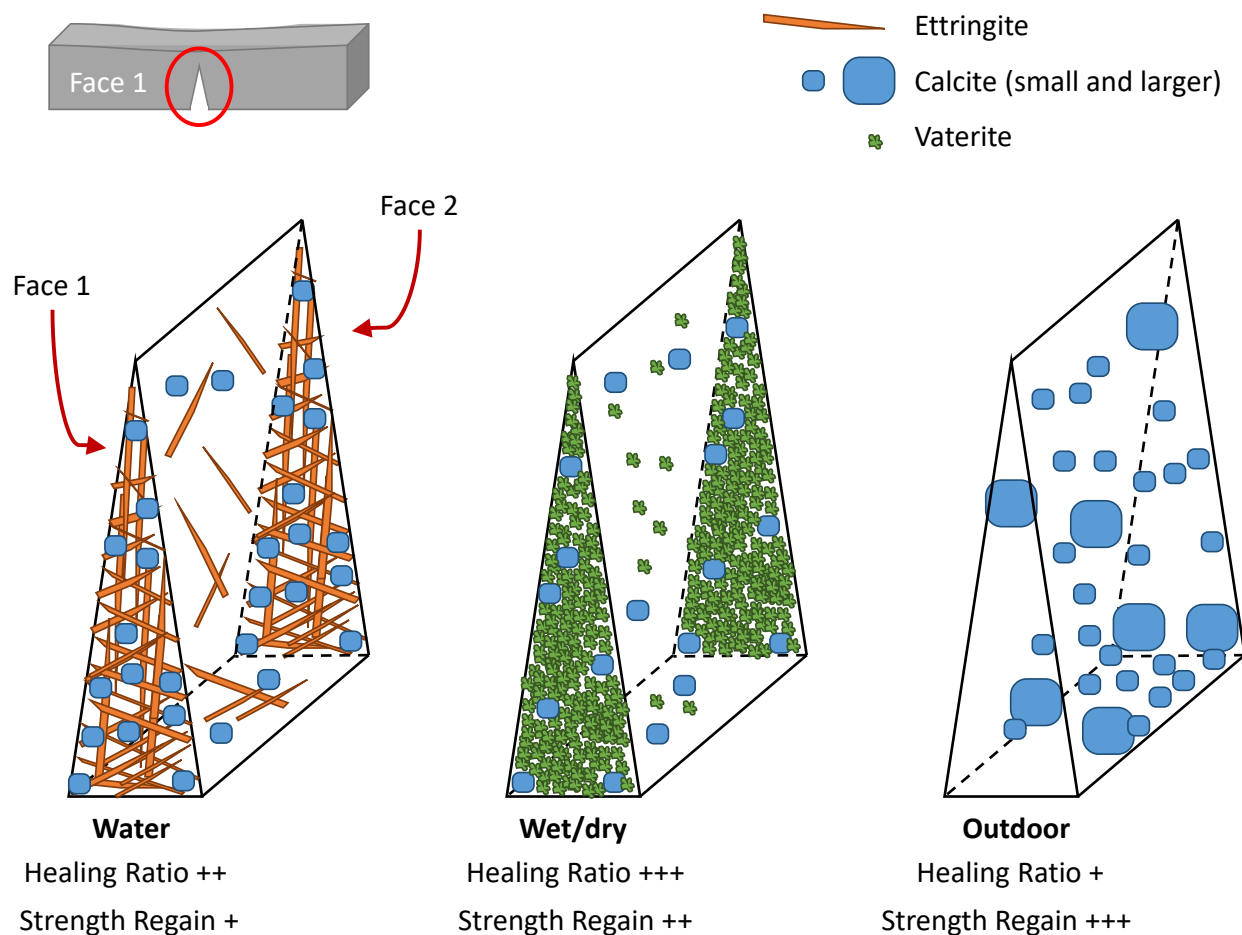 Face 1
Ettringite
Calcite (small and larger)
Vaterite
Face 2
Face 1
Water
Healing Ratio ++
Strength Regain +
Wet/dry
Healing Ratio +++
Strength Regain ++
Outdoor
Healing Ratio +
Strength Regain +++